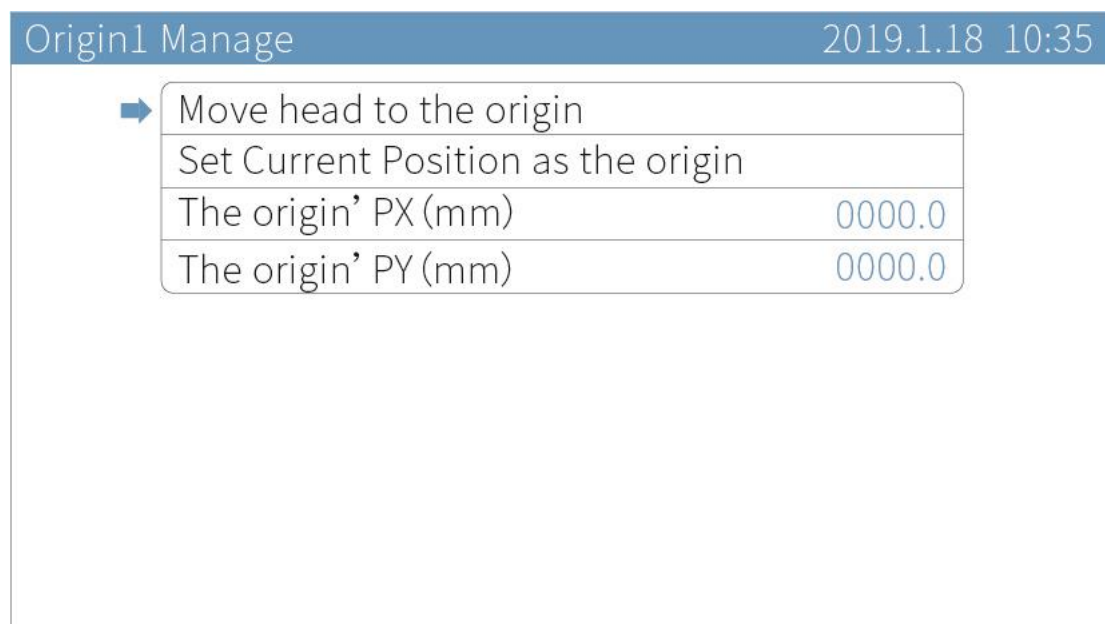 Origin1 Manage 2019.1.18 10:35
Move head to the origin
Set Current Position as the origin
The origin’ PX (mm) 0000.0
The origin’ PY (mm) 0000.0